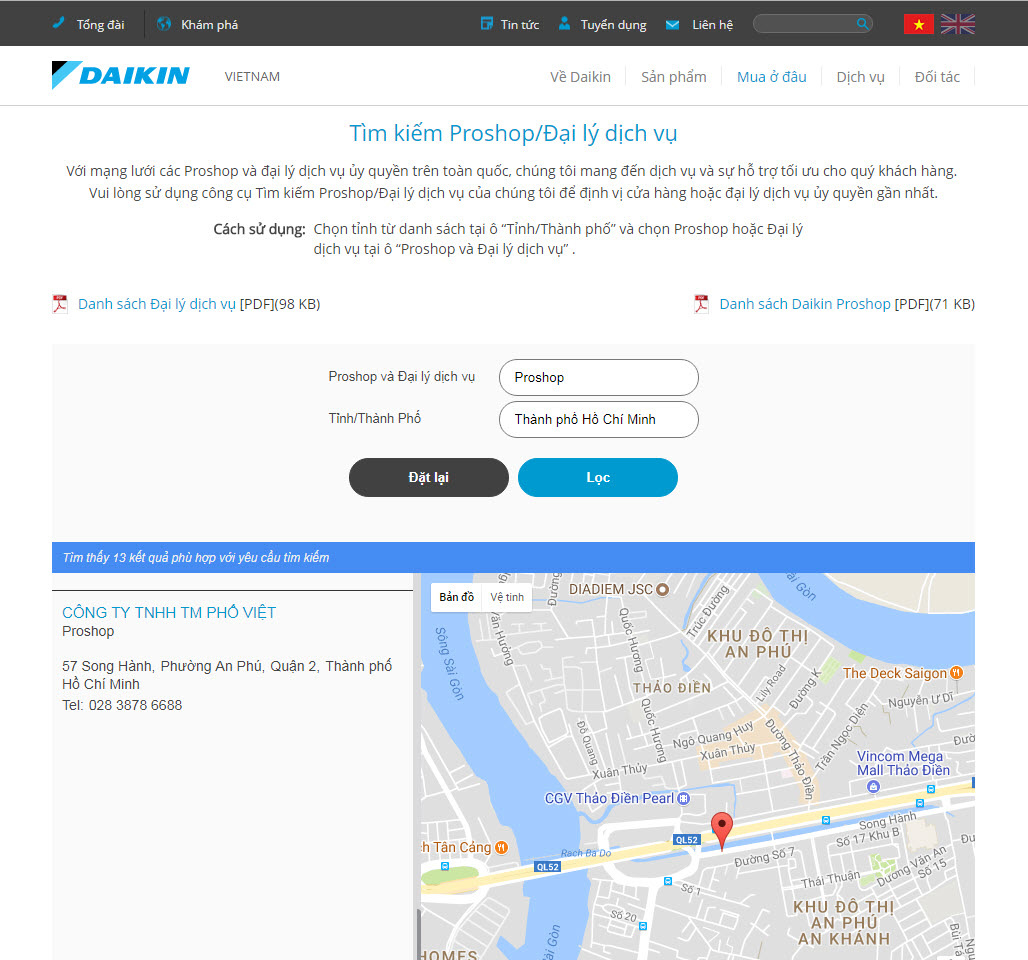 Tổng đài
Khám phá
Tin tức
Tuyển dụng
Liên hệ
DAIKIN
VIETNAM
Về Daikin
Sản phẩm
Mua ở đâu
Dịch vụ
Đối tác
Tìm kiếm Proshop/Đại lý dịch vụ
Với mạng lưới các Proshop và đại lý dịch vụ ủy quyền trên toàn quốc, chúng tôi mang đến dịch vụ và sự hỗ trợ tối ưu cho quý khách hàng.
Vui lòng sử dụng công cụ Tìm kiếm Proshop/Đại lý dịch vụ của chúng tôi để định vị cửa hàng hoặc đại lý dịch vụ ủy quyền gần nhất.
Cách sử dụng: Chọn tỉnh từ danh sách tại ô “Tỉnh/Thành phố” và chọn Proshop hoặc Đại lý
dịch vụ tại ô “Proshop và Đại lý dịch vụ” .
Danh sách Đại lý dịch vụ [PDF](98 KB)
Danh sách Daikin Proshop [PDF](71 KB)
Proshop và Đại lý dịch vụ
Proshop
Tỉnh/Thành Phố
Thành phố Hồ Chí Minh
Đặt lại
Lọc
Tìm thấy 13 kết quả phù hợp với yêu cầu tìm kiếm
CÔNG TY TNHH TM PHỐ VIỆT
Proshop
57 Song Hành, Phường An Phú, Quận 2, Thành phố
Hồ Chí Minh
Tel: 028 3878 6688
Bản đồ
Vệ tinh
DIADIEM JSC
Sông Sài Gòn
Quốc Hương
Trúc Đường
KHU ĐÔ THỊ
AN PHÚ
THẢO ĐIỀN
Lily Road
Đường K
The Deck Saigon
Nguyễn Ư Dĩ
Quốc Hương
Ngô Quang Huy
Xuân Thủy
Đường Thảo Điền
Trần Ngọc Diện
Đỗ Quang
Xuân Thủy
Vincom Mega
Mall Thảo Điền
CGV Thảo Điền Pearl
QL52
Song Hành
Số 17 Khu B
h Tân Cảng
QL52
Rạch Ba Do
Đường Số 7
Thái Thuận
Dương Văn An
Số 15
Số 1
Số 20
KHU ĐÔ THỊ
AN PHÚ
AN KHÁNH
HOMES